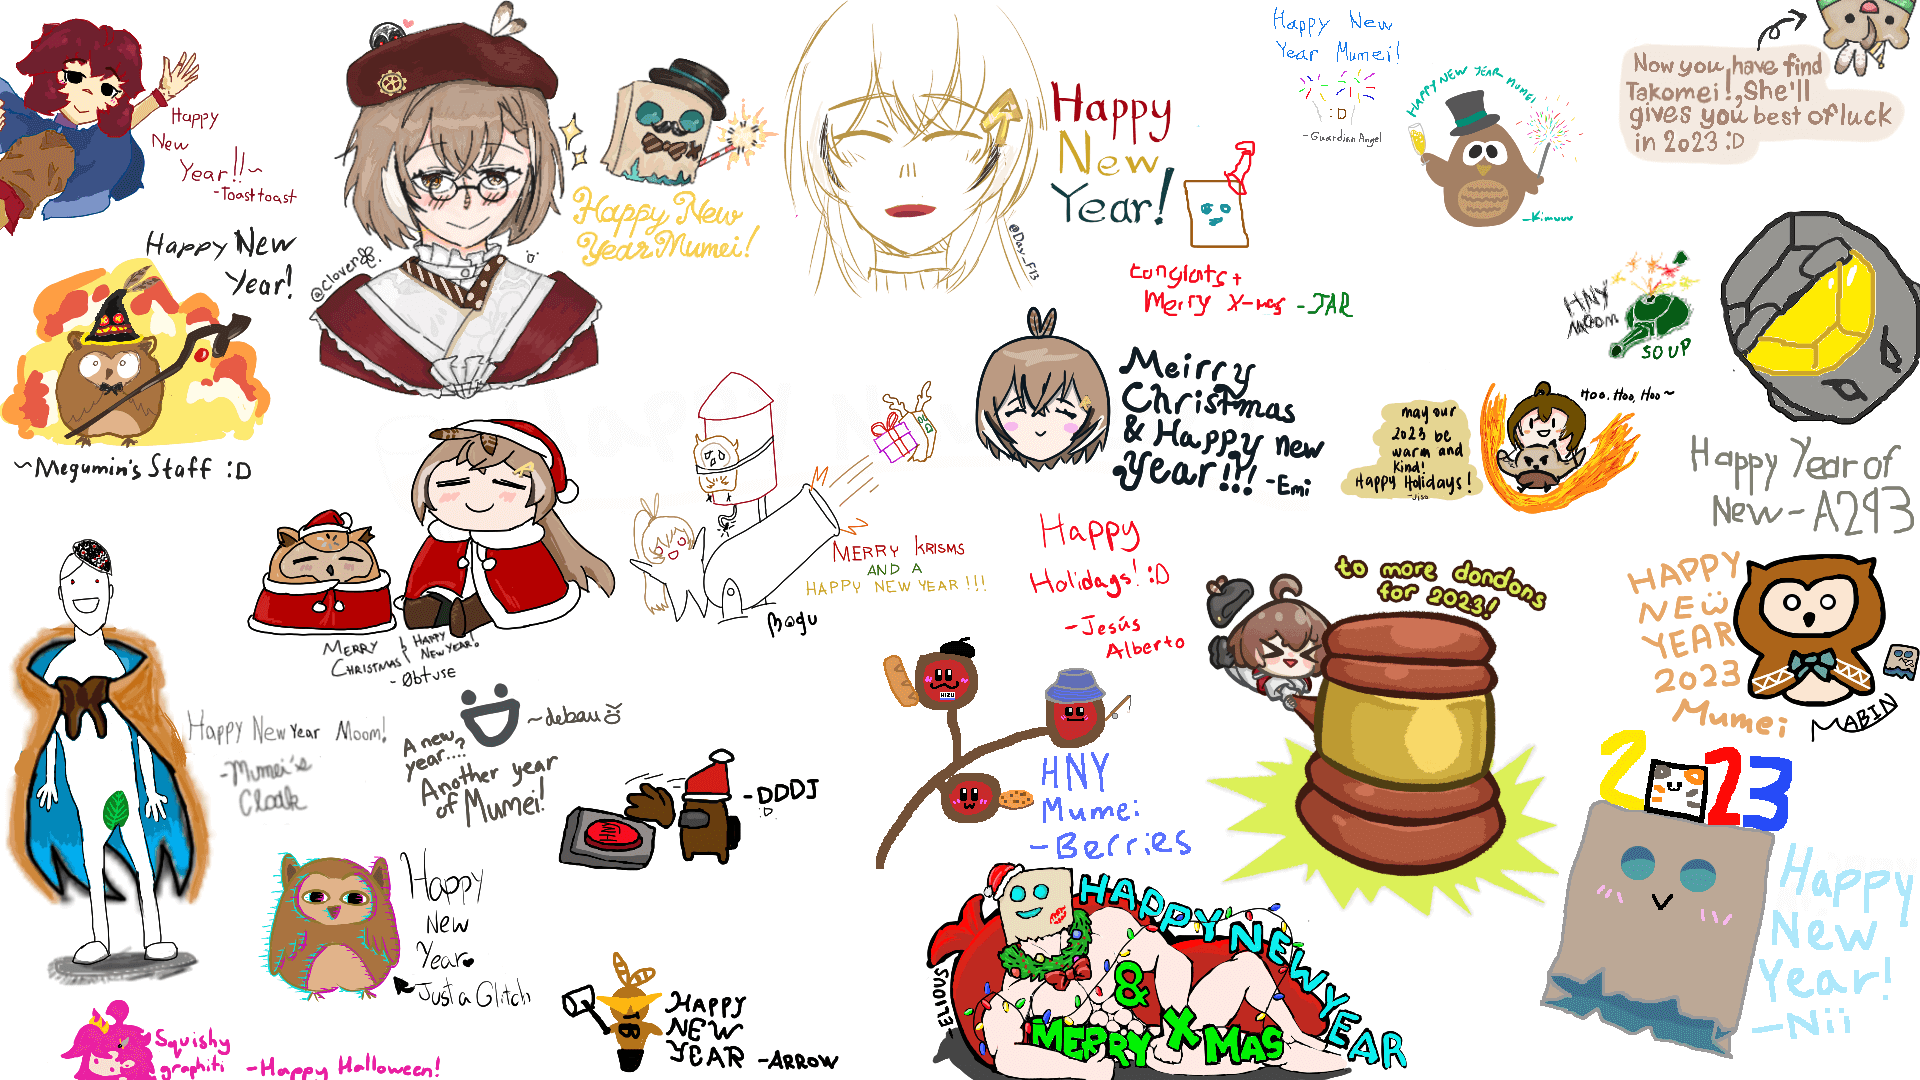 Happy
New
Year!!~
-Toasttoast
@Clover
Happy New
Year Mumei!
@Day_F13
Happy
New
Year!
Congrats +
Merry X-mas -JAR
Happy New
Year Mumei!
:D
-Guardian Angel
HAPPY NEW YEAR MUMEI
-Kimuuu
Now you have find
Takomei!, She'll
gives you best of luck
in 2023 :D
Happy New
Year!
~Megumin's Staff :D
HNY
MOOM
SOUP
Meirry
Christmas
& Happy new
year!!! -Emi
may our
2023 be
warm and
kind!
Happy Holidays!
-Jisa
Hoo, Hoo, Hoo~
Happy Year of
New-A293
MERRY
CHRISTMAS
& HAPPY
NEW YEAR!
-Obtuse
MERRY KRISMS
AND A
HAPPY NEW YEAR!!!
Bagu
Happy
Holidays! :D
-Jesús
Alberto
to more dondons
for 2023!
HAPPY
NEW
YEAR
2023
Mumei
MABIN
Happy New Year Moom!
-Mumei's
Cloak
:D
~debau
A new
year....?
Another year
of Mumei!
-DDDJ
:D
HIZU
HNY
Mumei
-Berries
2023
Happy
New
Year!
-Nii
Happy
New
Year
Just a Glitch
HAPPY
NEW
YEAR -ARROW
HAPPY NEW YEAR
&
MERRY XMAS
-ELIOUS
Squishy
graphiti -Happy Halloween!